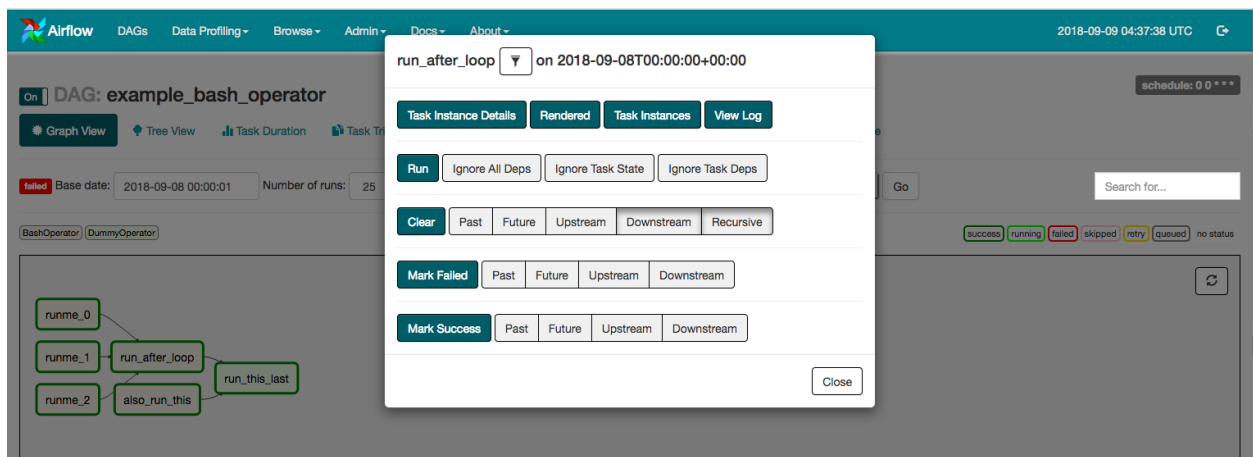 Airflow DAGs Data Profiling Browse Admin Docs About 2018-09-09 04:37:38 UTC
run_after_loop on 2018-09-08T00:00:00+00:00
On DAG: example_bash_operator schedule: 0 0 * * *
Task Instance Details Rendered Task Instances View Log
Graph View Tree View Task Duration Task Tri
Run Ignore All Deps Ignore Task State Ignore Task Deps
failed Base date: 2018-09-08 00:00:01 Number of runs: 25 Go Search for...
Clear Past Future Upstream Downstream Recursive
BashOperator DummyOperator success running failed skipped retry queued no status
Mark Failed Past Future Upstream Downstream
Mark Success Past Future Upstream Downstream
Close
runme_0
runme_1 run_after_loop
run_this_last
runme_2 also_run_this